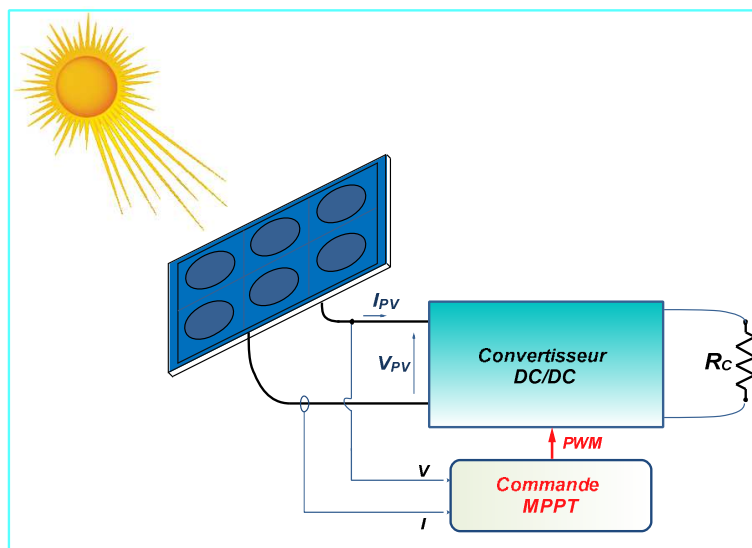 IPV
VPV
Convertisseur
DC/DC
RC
PWM
V
Commande
MPPT
I